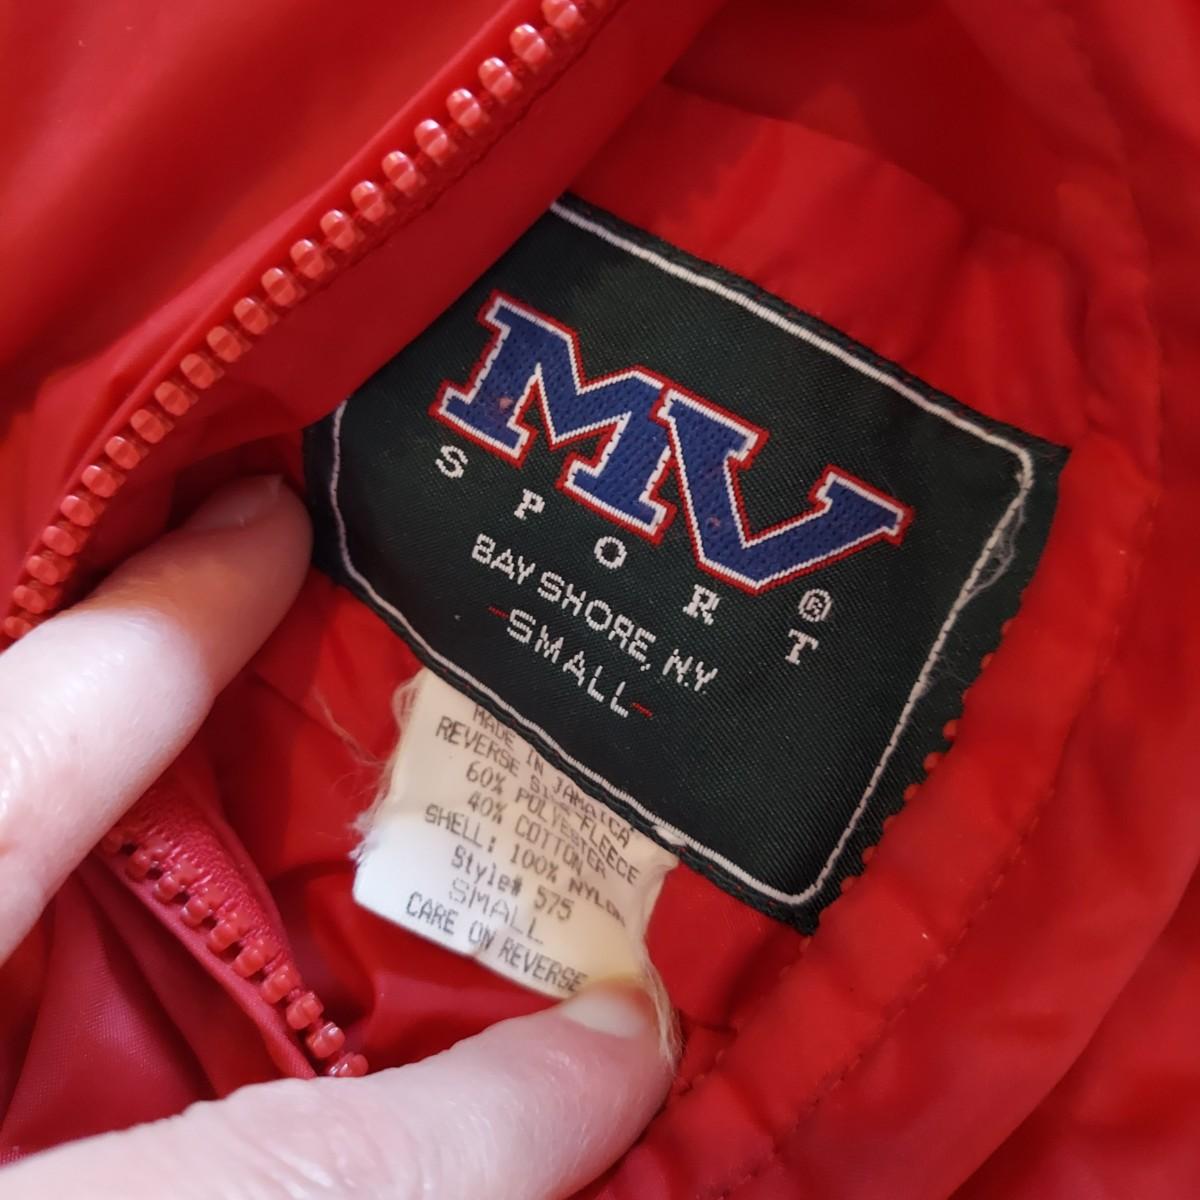 MV
SPORT ®
BAY SHORE, N.Y.
-SMALL-
MADE IN JAMAICA
REVERSE SIDE-FLEECE
60% POLYESTER
40% COTTON
SHELL: 100% NYLON
Style# 575
SMALL
CARE ON REVERSE